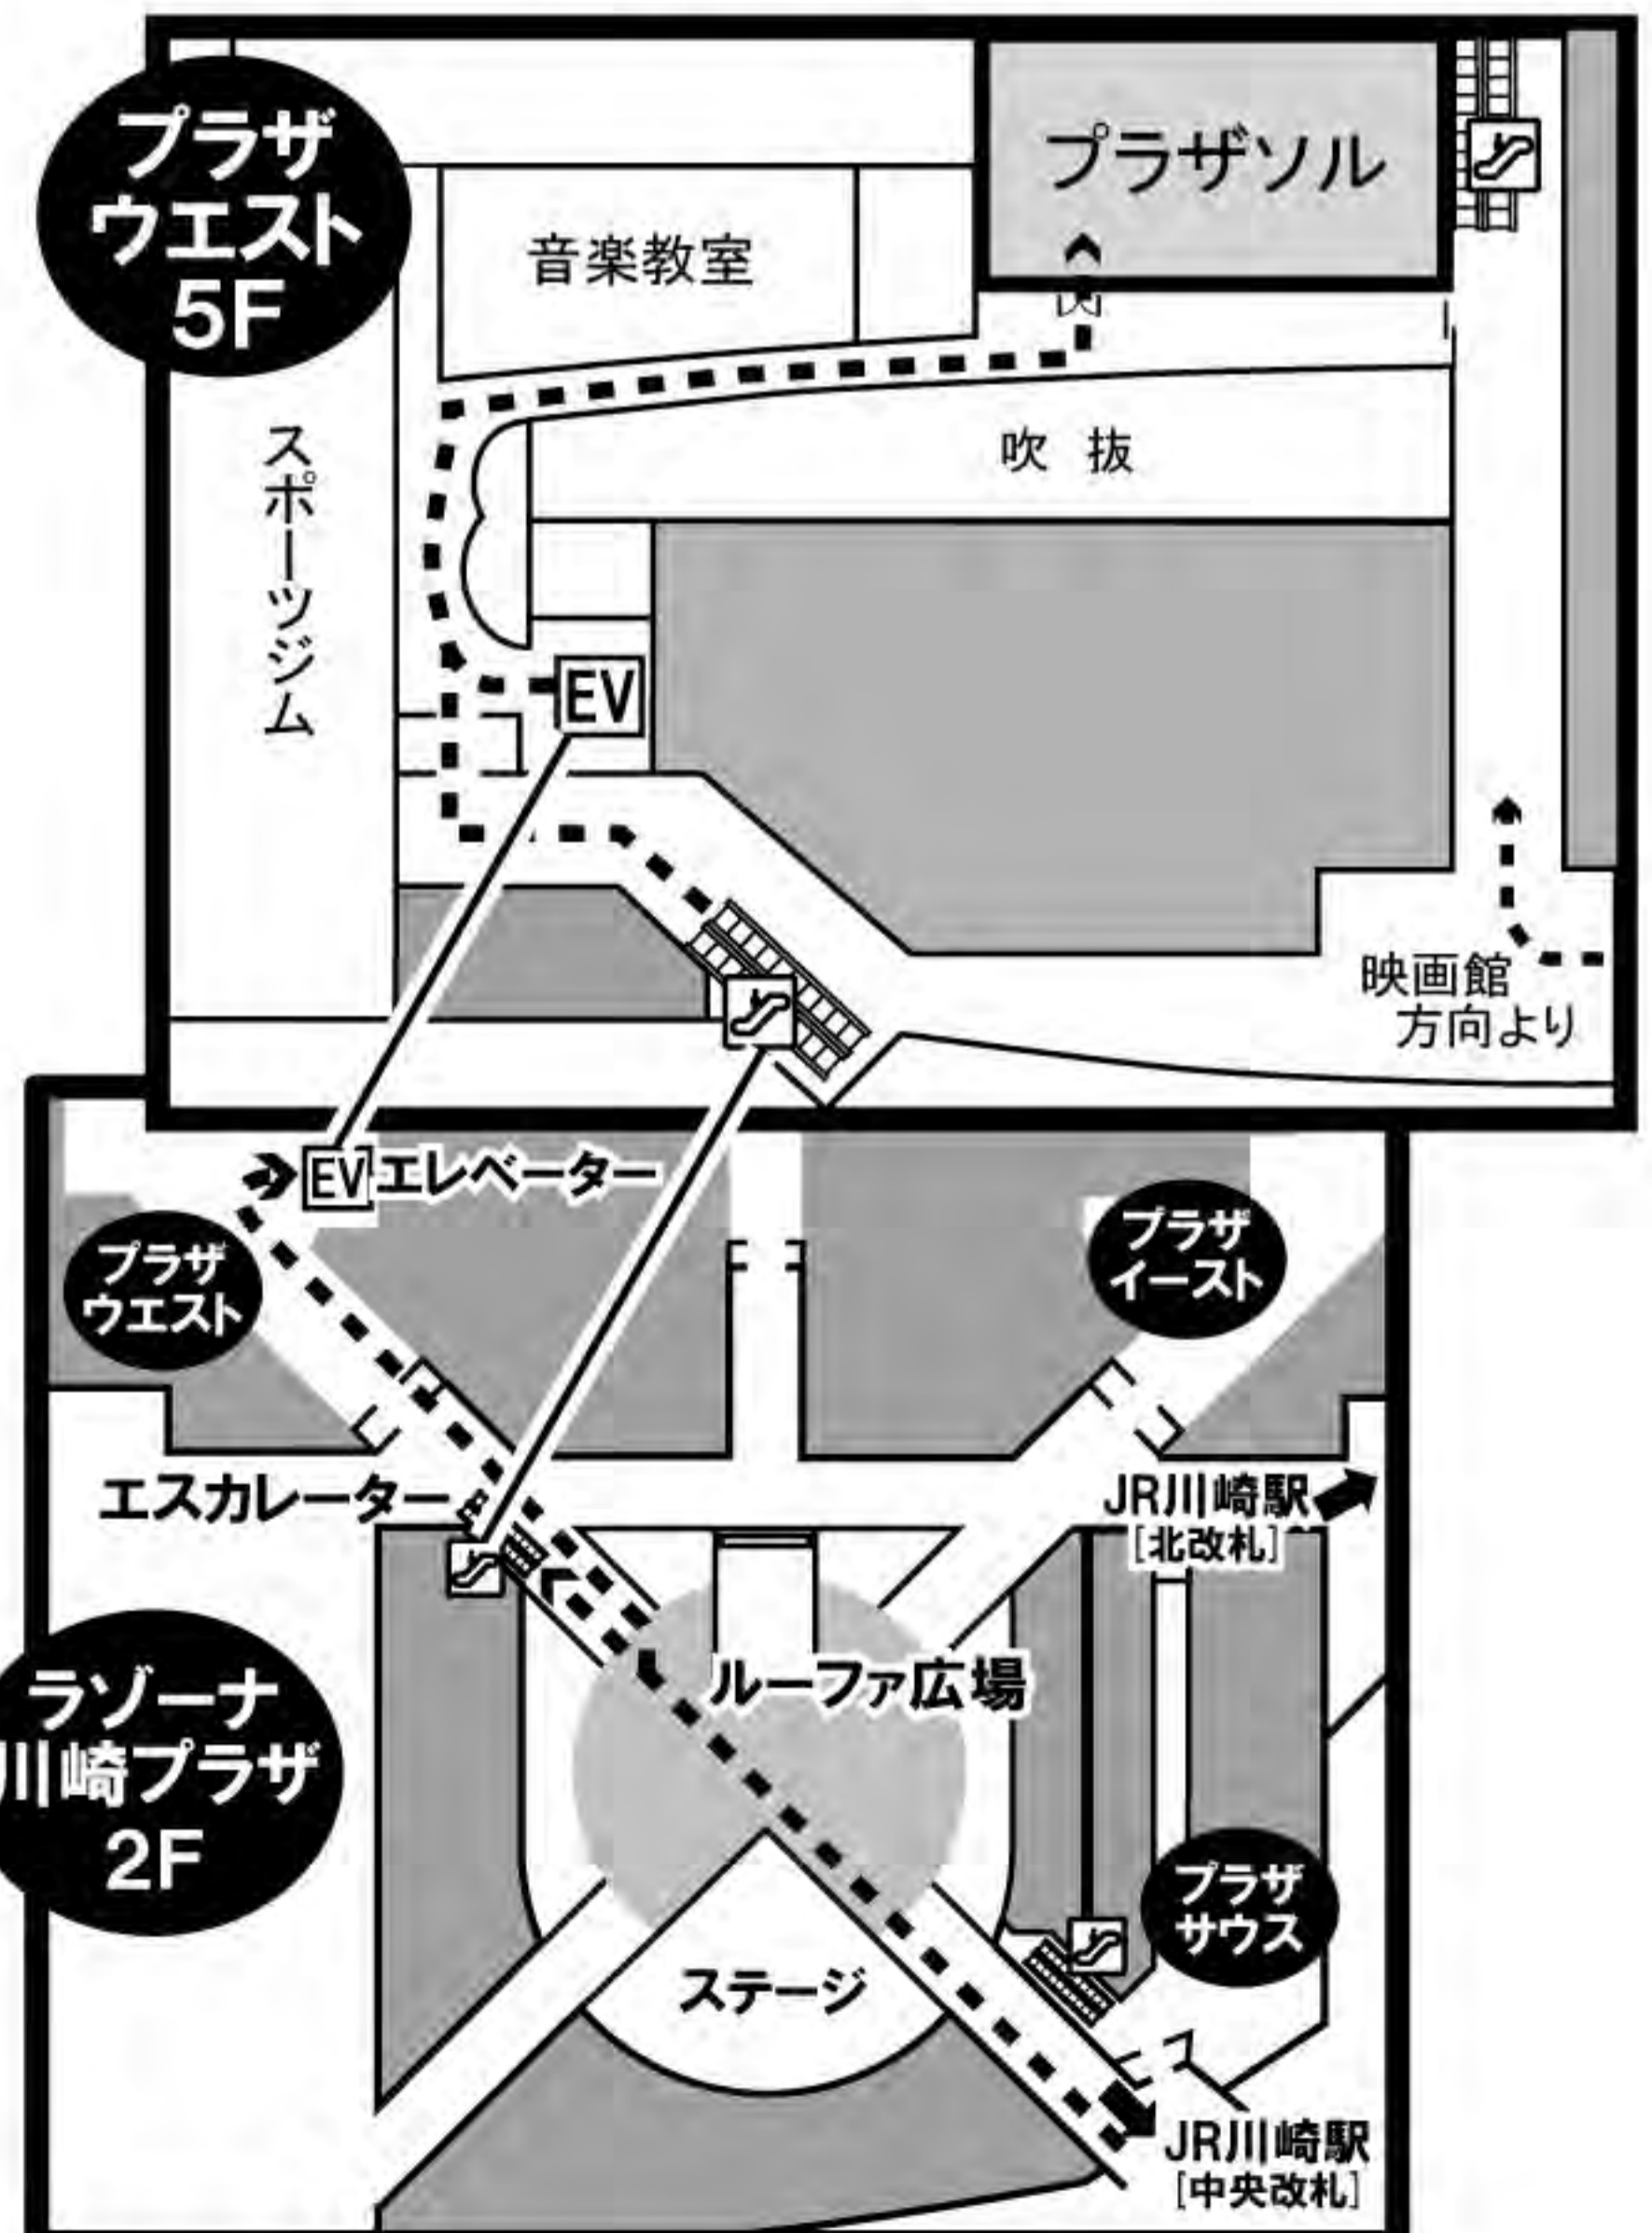 プラザ
ウエスト
5F
プラザソル
音楽教室
スポーツジム
吹 抜
EV
映画館
方向より
EVエレベーター
プラザ
ウエスト
プラザ
イースト
エスカレーター
JR川崎駅
[北改札]
ルーファ広場
ラゾーナ
川崎プラザ
2F
プラザ
サウス
ステージ
JR川崎駅
[中央改札]